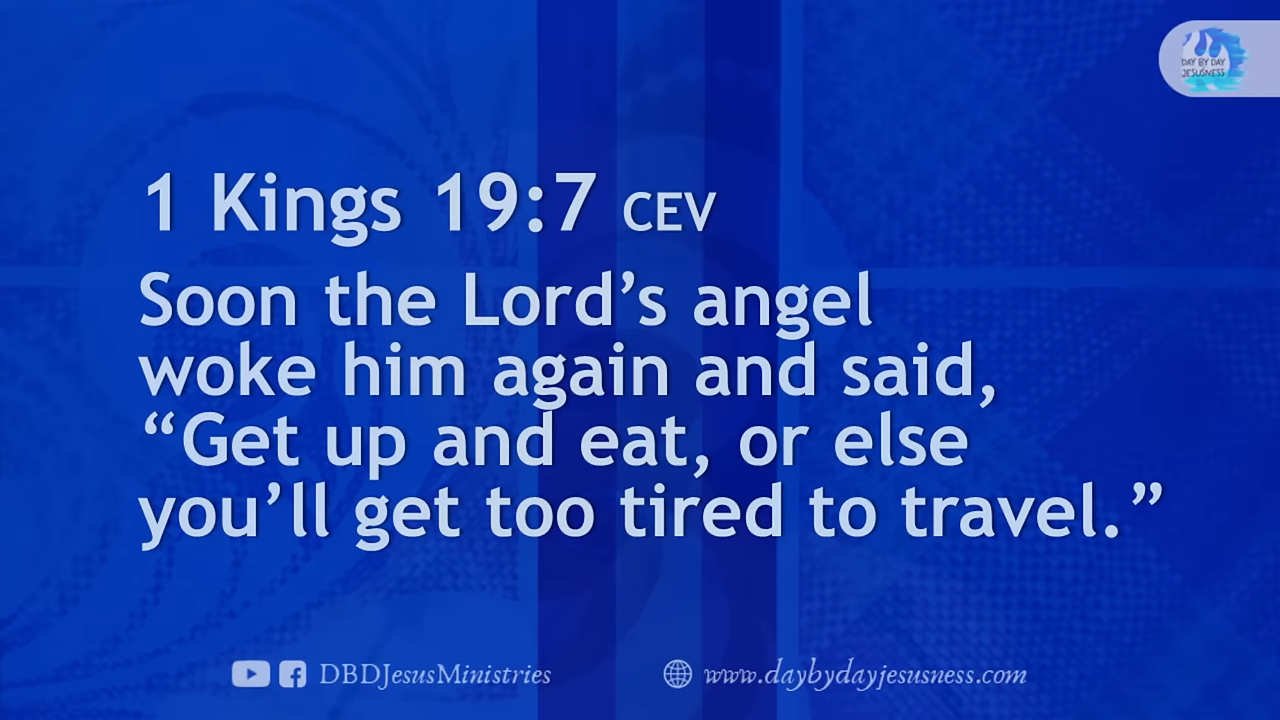 DAY BY DAY
JESUSNESS
1 Kings 19:7 CEV
Soon the Lord’s angel
woke him again and said,
“Get up and eat, or else
you’ll get too tired to travel.”
DBDJesusMinistries
www.daybydayjesusness.com